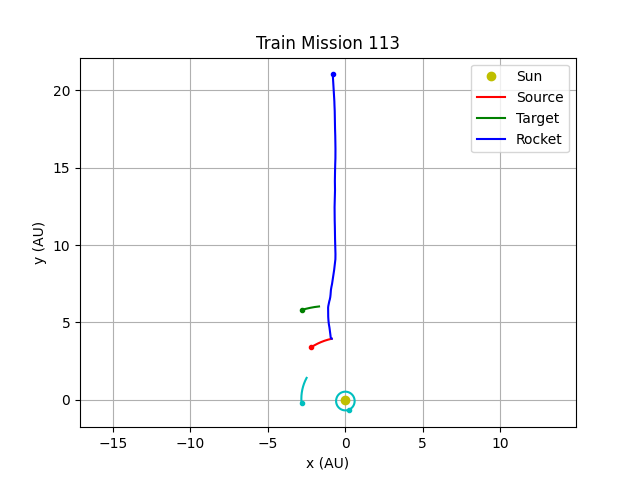 Train Mission 113
Sun
Source
Target
Rocket
20
15
10
5
0
y (AU)
−15
−10
−5
0
5
10
x (AU)